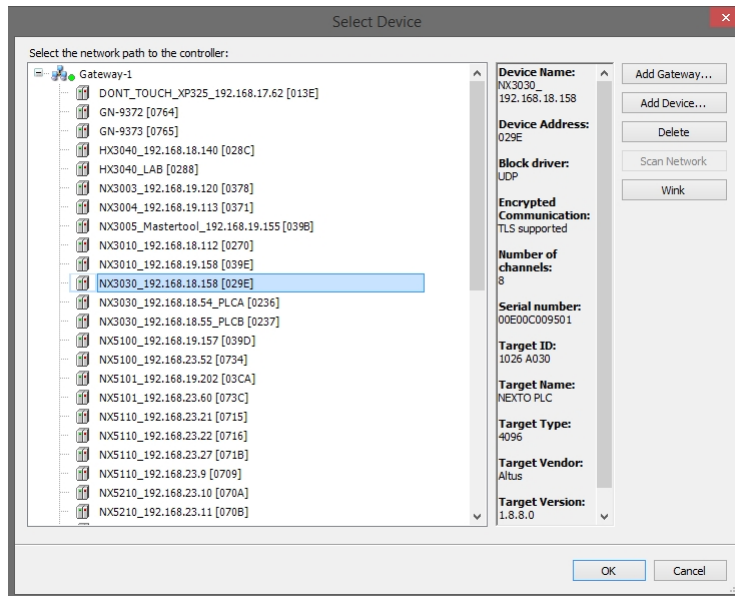 Select Device
Select the network path to the controller:
Gateway-1
DONT_TOUCH_XP325_192.168.17.62 [013E]
GN-9372 [0764]
GN-9373 [0765]
HX3040_192.168.18.140 [028C]
HX3040_LAB [0288]
NX3003_192.168.19.120 [0378]
NX3004_192.168.19.113 [0371]
NX3005_Mastertool_192.168.19.155 [039B]
NX3010_192.168.18.112 [0270]
NX3010_192.168.19.158 [039E]
NX3030_192.168.18.158 [029E]
NX3030_192.168.18.54_PLCA [0236]
NX3030_192.168.18.55_PLCB [0237]
NX5100_192.168.19.157 [039D]
NX5100_192.168.23.52 [0734]
NX5101_192.168.19.202 [03CA]
NX5101_192.168.23.60 [073C]
NX5110_192.168.23.21 [0715]
NX5110_192.168.23.22 [0716]
NX5110_192.168.23.27 [071B]
NX5110_192.168.23.9 [0709]
NX5210_192.168.23.10 [070A]
NX5210_192.168.23.11 [070B]
Device Name:
NX3030_
192.168.18.158
Device Address:
029E
Block driver:
UDP
Encrypted
Communication:
TLS supported
Number of
channels:
8
Serial number:
00E00C009501
Target ID:
1026 A030
Target Name:
NEXTO PLC
Target Type:
4096
Target Vendor:
Altus
Target Version:
1.8.8.0
Add Gateway...
Add Device...
Delete
Scan Network
Wink
OK
Cancel